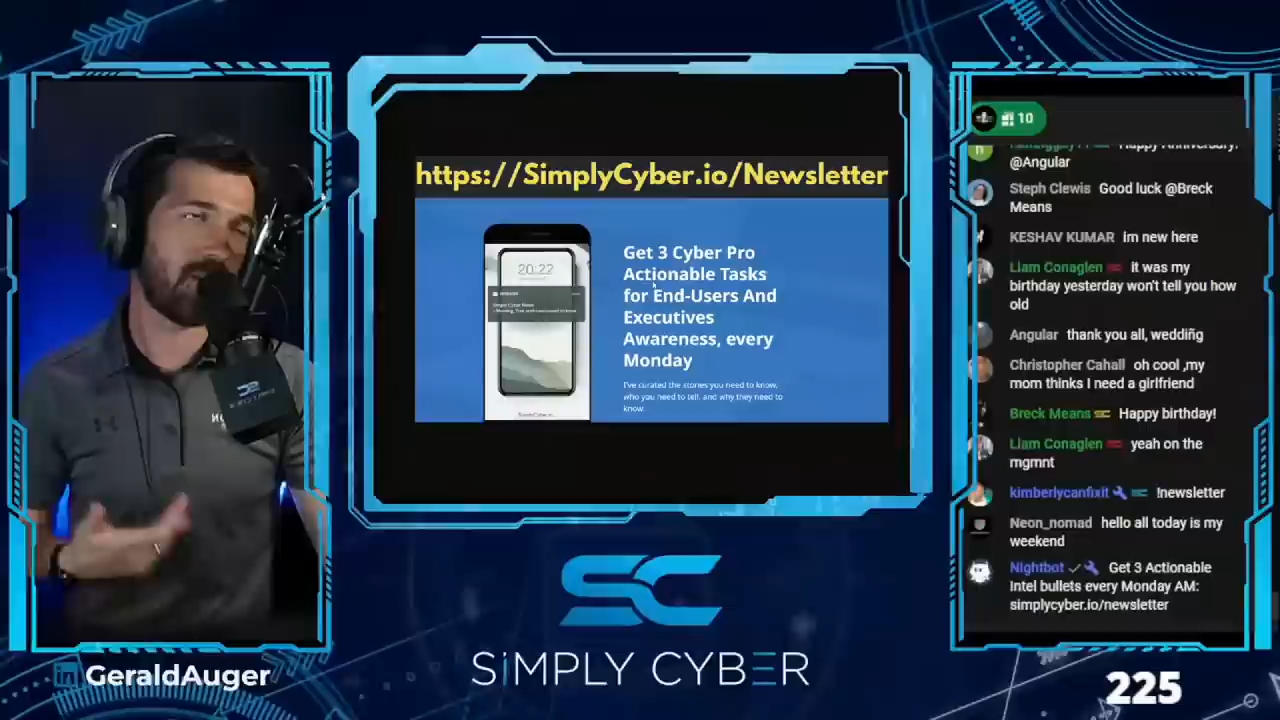 https://SimplyCyber.io/Newsletter
20:22
Get 3 Cyber Pro
Actionable Tasks
for End-Users And
Executives
Awareness, every
Monday
I've curated the stories you need to know,
who you need to tell, and why they need to
know.
SiMPLY CYBER
GeraldAuger
10
Happy Anniversary!
@Angular
Steph Clewis Good luck @Breck
Means
KESHAV KUMAR im new here
Liam Conaglen it was my
birthday yesterday won't tell you how
old
Angular thank you all, weddiñg
Christopher Cahall oh cool ,my
mom thinks I need a girlfriend
Breck Means Happy birthday!
Liam Conaglen yeah on the
mgmnt
kimberlycanfixit !newsletter
Neon_nomad hello all today is my
weekend
Nightbot Get 3 Actionable
Intel bullets every Monday AM:
simplycyber.io/newsletter
225